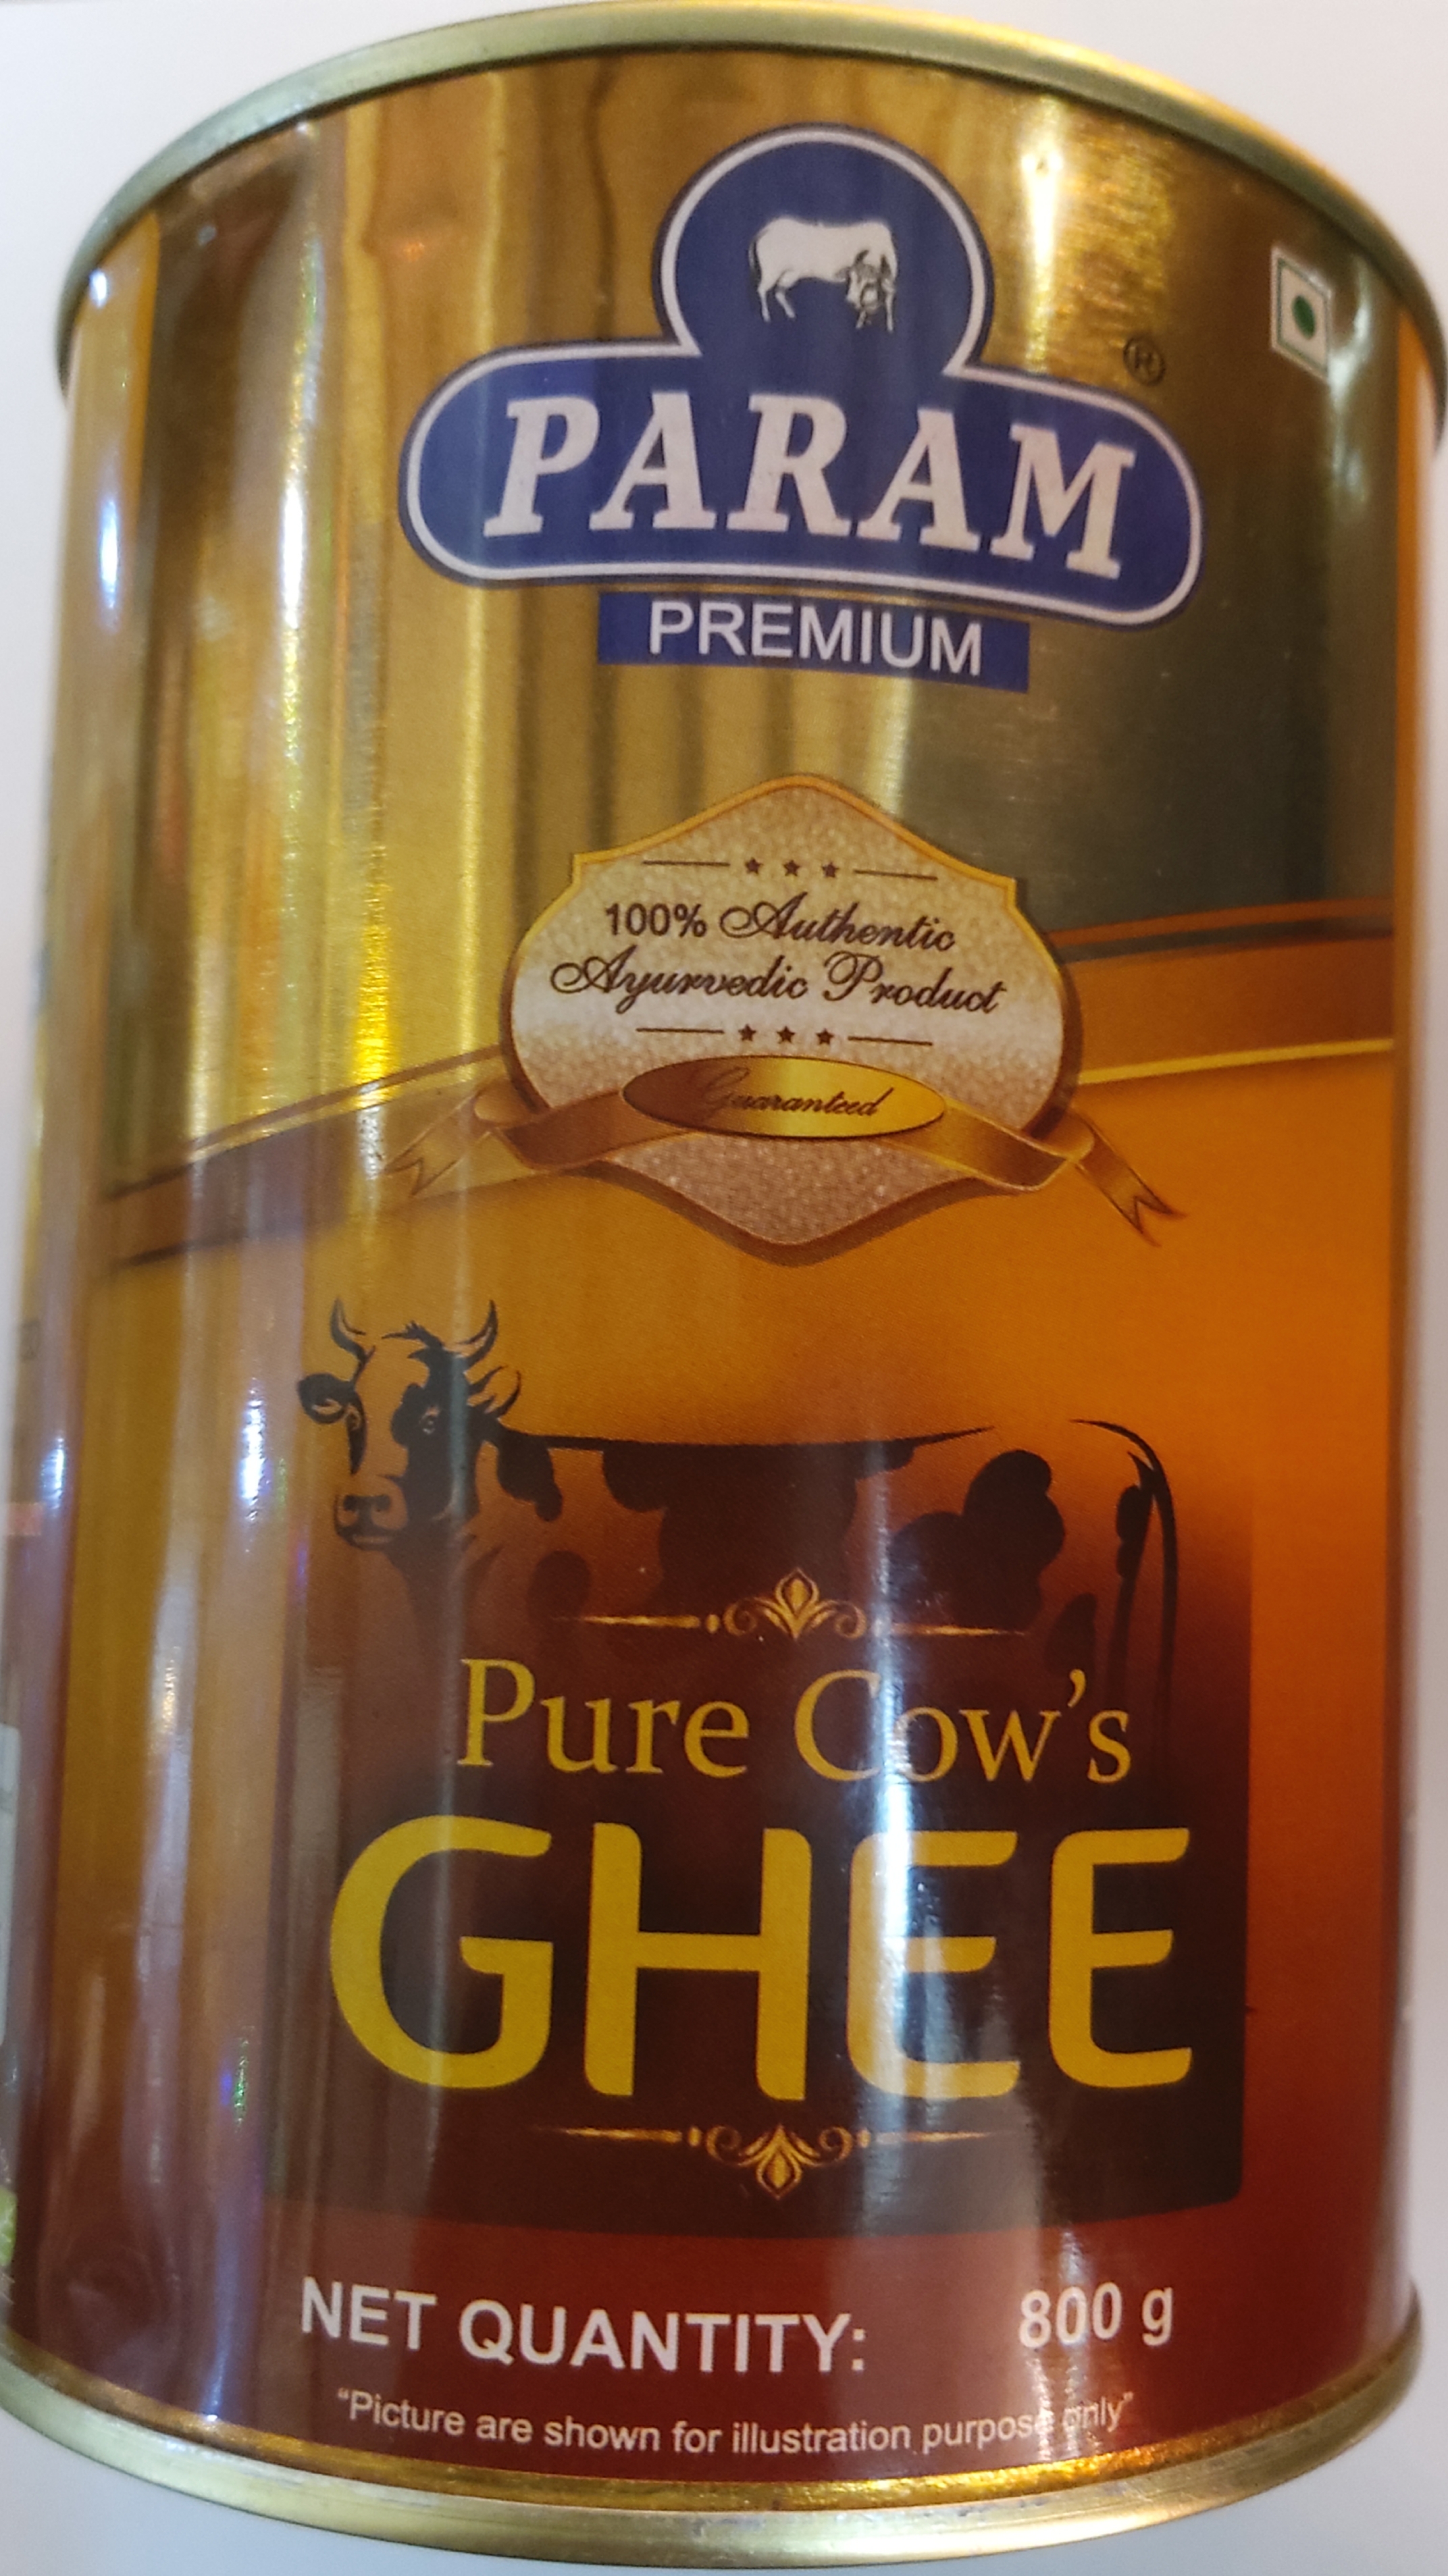 ®
PARAM
PREMIUM
100% Authentic
Ayurvedic Product
Guaranteed
Pure Cow's
GHEE
NET QUANTITY: 800 g
“Picture are shown for illustration purpose only”